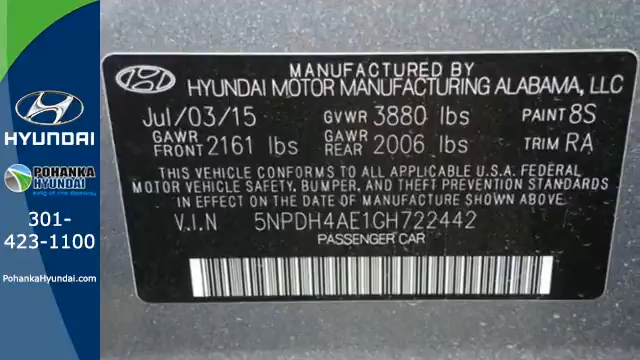 HYUNDAI
POHANKA
HYUNDAI
301-
423-1100
PohankaHyundai.com
MANUFACTURED BY
HYUNDAI MOTOR MANUFACTURING ALABAMA, LLC
Jul/03/15 GVWR 3880 lbs PAINT 8S
GAWR FRONT 2161 lbs GAWR REAR 2006 lbs TRIM RA
THIS VEHICLE CONFORMS TO ALL APPLICABLE U.S.A. FEDERAL
MOTOR VEHICLE SAFETY, BUMPER, AND THEFT PREVENTION STANDARDS
IN EFFECT ON THE DATE OF MANUFACTURE SHOWN ABOVE.
V.I.N 5NPDH4AE1GH722442
PASSENGER CAR